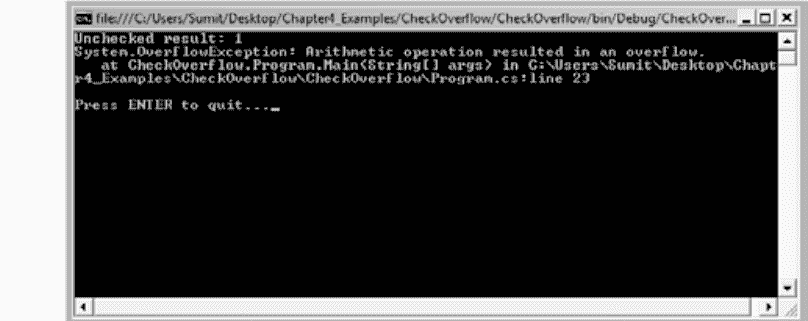 file:///C:/Users/Sumit/Desktop/Chapter4_Examples/CheckOverflow/CheckOverflow/bin/Debug/CheckOver...
Unchecked result: 1
System.OverflowException: Arithmetic operation resulted in an overflow.
at CheckOverflow.Program.Main(String[] args) in C:\Users\Sumit\Desktop\Chapt
r4_Examples\CheckOverflow\CheckOverflow\Program.cs:line 23
Press ENTER to quit..._